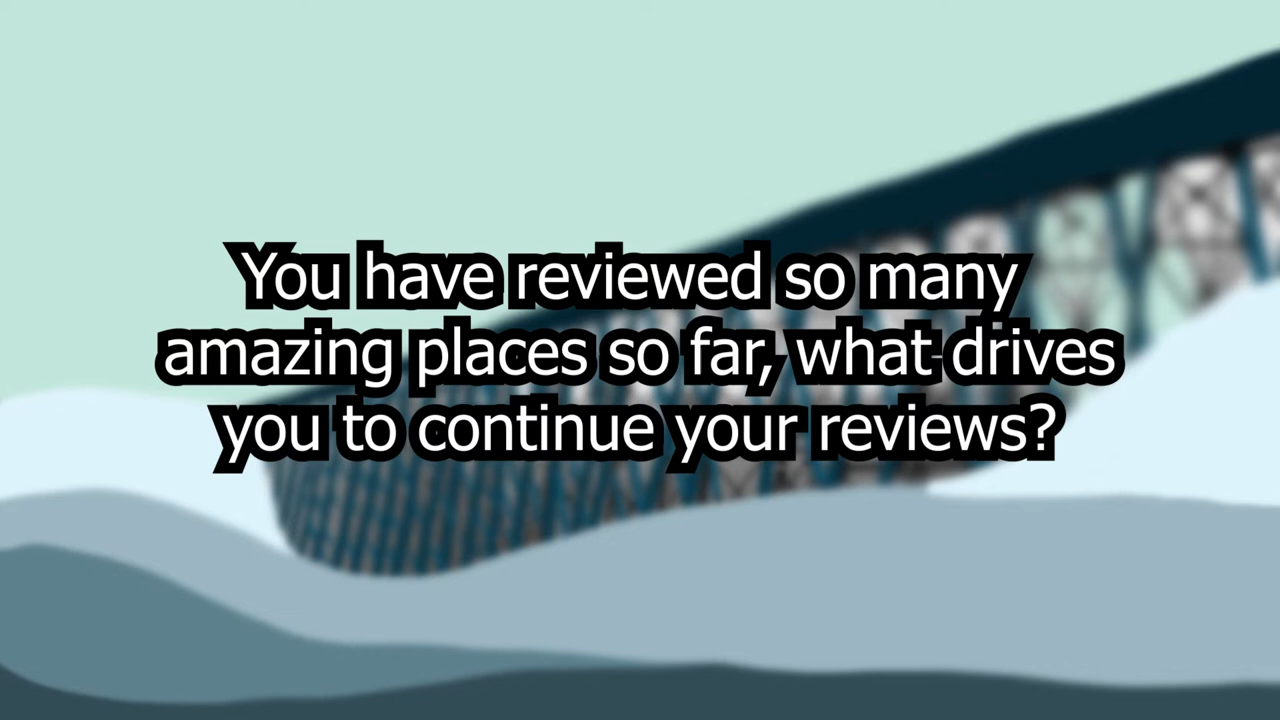 You have reviewed so many
amazing places so far, what drives
you to continue your reviews?